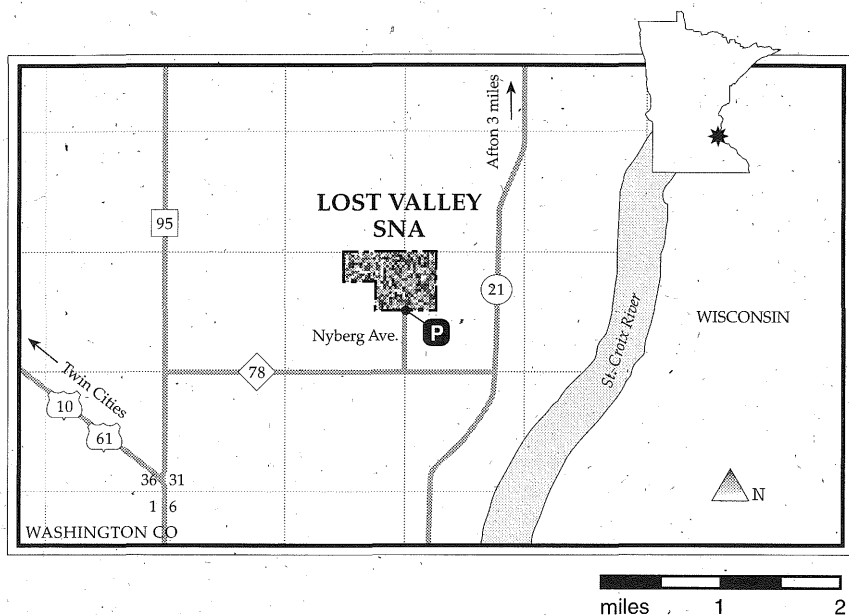 Afton 3 miles
LOST VALLEY
SNA
95
21
P
Nyberg Ave.
WISCONSIN
St. Croix River
78
Twin Cities
10
61
36 31
1 6
N
WASHINGTON CO
miles 1 2